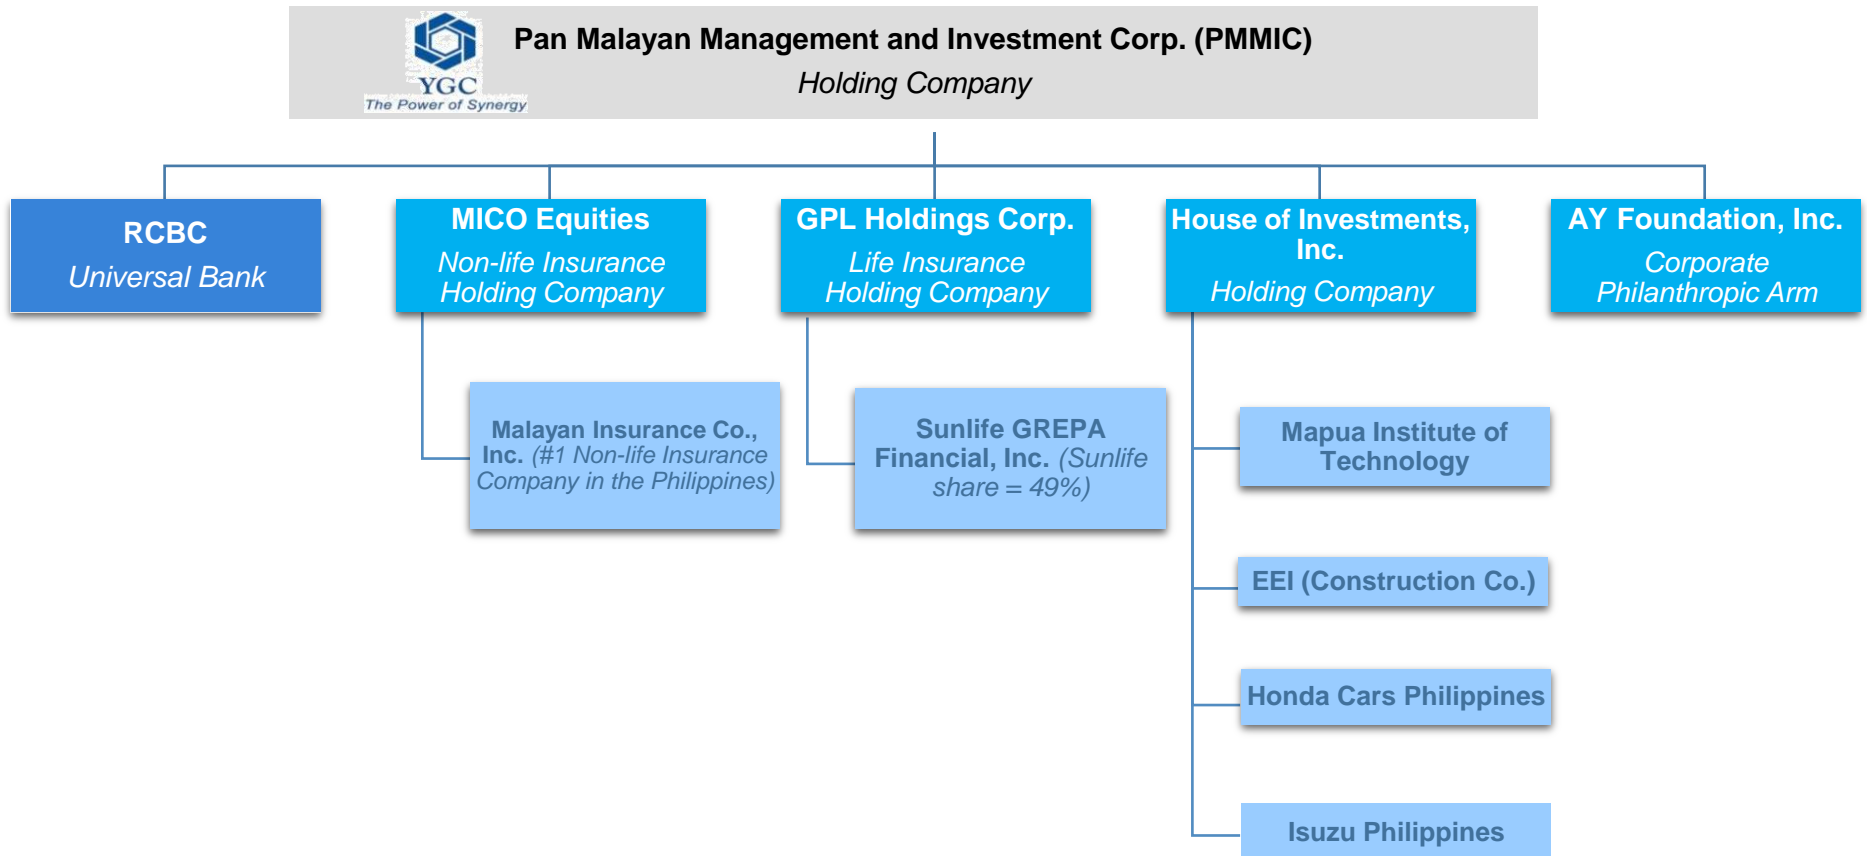 Pan Malayan Management and Investment Corp. (PMMIC)
Holding Company
YGC
The Power of Synergy
RCBC
Universal Bank
MICO Equities
Non-life Insurance
Holding Company
GPL Holdings Corp.
Life Insurance
Holding Company
House of Investments,
Inc.
Holding Company
AY Foundation, Inc.
Corporate
Philanthropic Arm
Malayan Insurance Co.,
Inc. (#1 Non-life Insurance
Company in the Philippines)
Sunlife GREPA
Financial, Inc. (Sunlife
share = 49%)
Mapua Institute of
Technology
EEI (Construction Co.)
Honda Cars Philippines
Isuzu Philippines